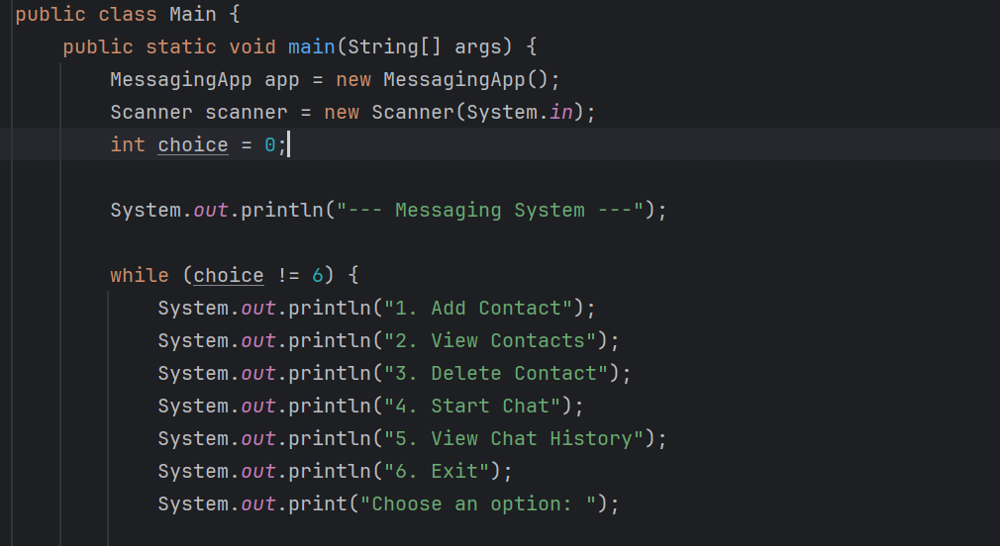 public class Main {
    public static void main(String[] args) {
        MessagingApp app = new MessagingApp();
        Scanner scanner = new Scanner(System.in);
        int choice = 0;
        System.out.println("--- Messaging System ---");
        while (choice != 6) {
            System.out.println("1. Add Contact");
            System.out.println("2. View Contacts");
            System.out.println("3. Delete Contact");
            System.out.println("4. Start Chat");
            System.out.println("5. View Chat History");
            System.out.println("6. Exit");
            System.out.print("Choose an option: ");